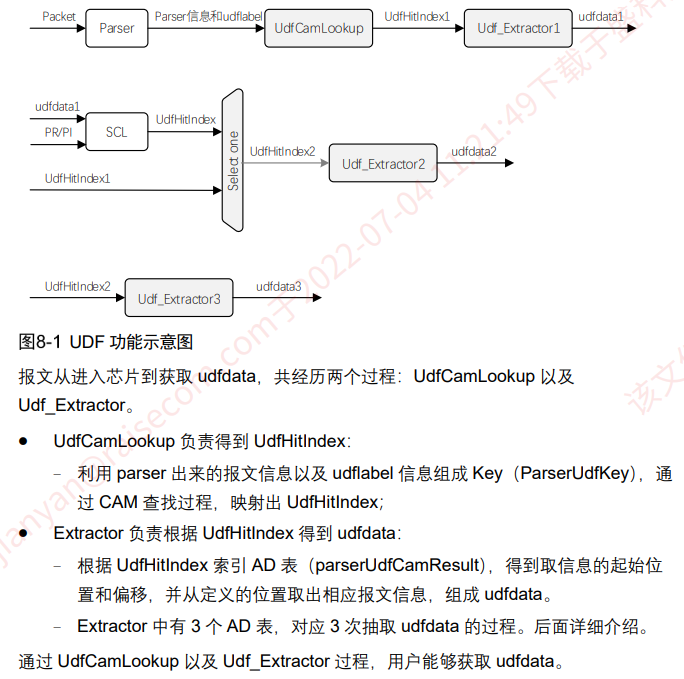 Packet
Parser
Parser信息和udflabel
UdfCamLookup
UdfHitIndex1
Udf_Extractor1
udfdata1
udfdata1
PR/PI
SCL
UdfHitIndex
UdfHitIndex1
Select one
UdfHitIndex2
Udf_Extractor2
udfdata2
UdfHitIndex2
Udf_Extractor3
udfdata3
图8-1 UDF 功能示意图
报文从进入芯片到获取 udfdata，共经历两个过程：UdfCamLookup 以及
Udf_Extractor。
● UdfCamLookup 负责得到 UdfHitIndex：
– 利用 parser 出来的报文信息以及 udflabel 信息组成 Key（ParserUdfKey），通
过 CAM 查找过程，映射出 UdfHitIndex；
● Extractor 负责根据 UdfHitIndex 得到 udfdata：
– 根据 UdfHitIndex 索引 AD 表（parserUdfCamResult），得到取信息的起始位
置和偏移，并从定义的位置取出相应报文信息，组成 udfdata。
– Extractor 中有 3 个 AD 表，对应 3 次抽取 udfdata 的过程。后面详细介绍。
通过 UdfCamLookup 以及 Udf_Extractor 过程，用户能够获取 udfdata。
jianyan@raisecom.com于2022-07-04 11:21:49下载于盛科
该文